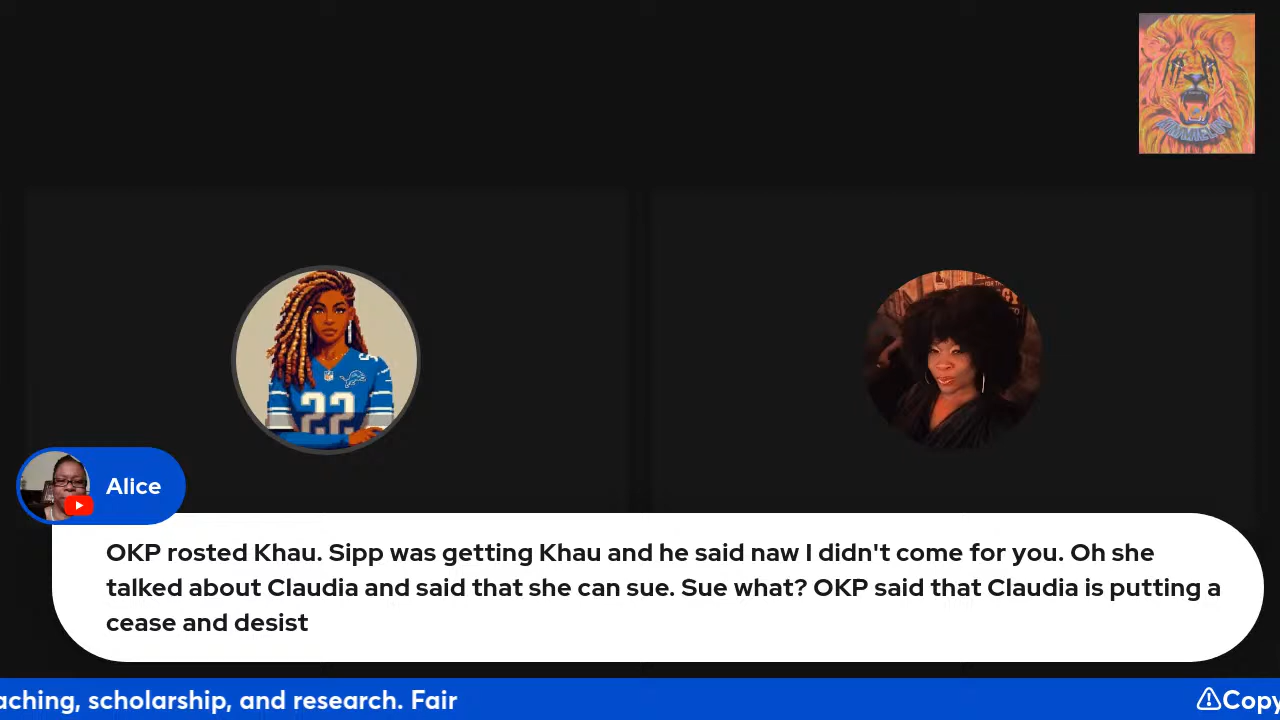 22
Alice
OKP rosted Khau. Sipp was getting Khau and he said naw I didn't come for you. Oh she
talked about Claudia and said that she can sue. Sue what? OKP said that Claudia is putting a
cease and desist
aching, scholarship, and research. Fair
Copy